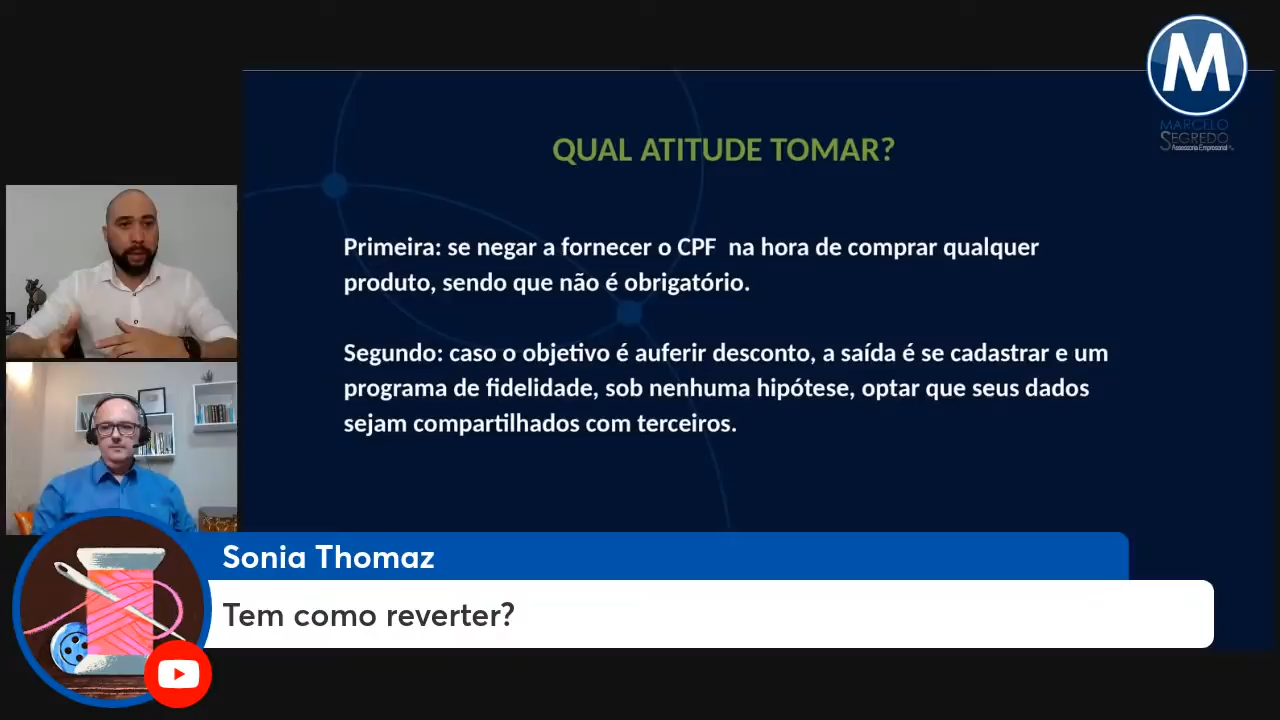 M
MARCELO
SEGREDO
Assessoria Empresarial
QUAL ATITUDE TOMAR?
Primeira: se negar a fornecer o CPF na hora de comprar qualquer
produto, sendo que não é obrigatório.
Segundo: caso o objetivo é auferir desconto, a saída é se cadastrar e um
programa de fidelidade, sob nenhuma hipótese, optar que seus dados
sejam compartilhados com terceiros.
Sonia Thomaz
Tem como reverter?